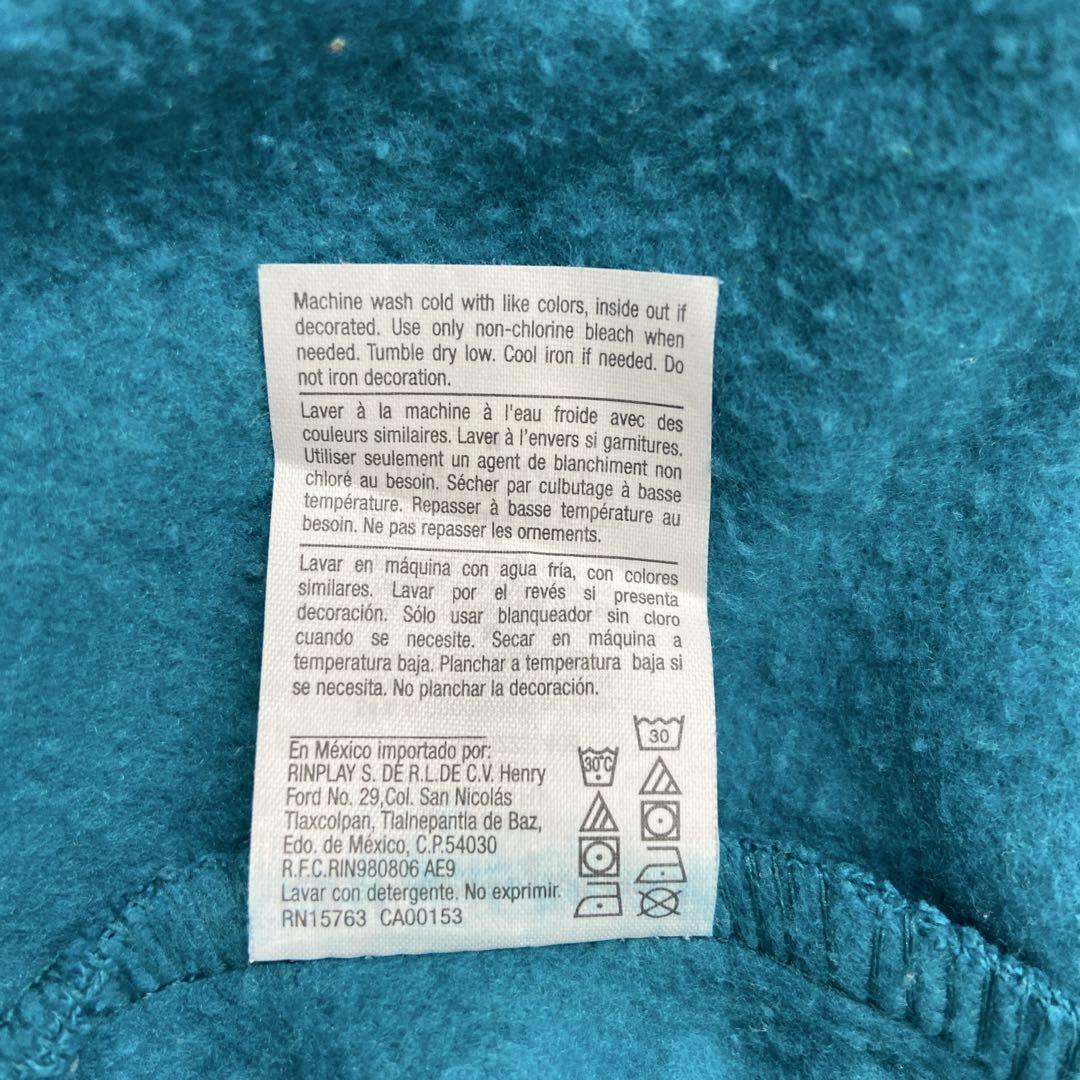 Machine wash cold with like colors, inside out if
decorated. Use only non-chlorine bleach when
needed. Tumble dry low. Cool iron if needed. Do
not iron decoration.
Laver à la machine à l'eau froide avec des
couleurs similaires. Laver à l'envers si garnitures.
Utiliser seulement un agent de blanchiment non
chloré au besoin. Sécher par culbutage à basse
température. Repasser à basse température au
besoin. Ne pas repasser les ornements.
Lavar en máquina con agua fría, con colores
similares. Lavar por el revés si presenta
decoración. Sólo usar blanqueador sin cloro
cuando se necesite. Secar en máquina a
temperatura baja. Planchar a temperatura baja si
se necesita. No planchar la decoración.
En México importado por:
RINPLAY S. DE R.L.DE C.V. Henry
Ford No. 29,Col. San Nicolás
Tlaxcolpan, Tlalnepantla de Baz,
Edo. de México, C.P.54030
R.F.C.RIN980806 AE9
Lavar con detergente. No exprimir.
RN15763 CA00153
30°C
30